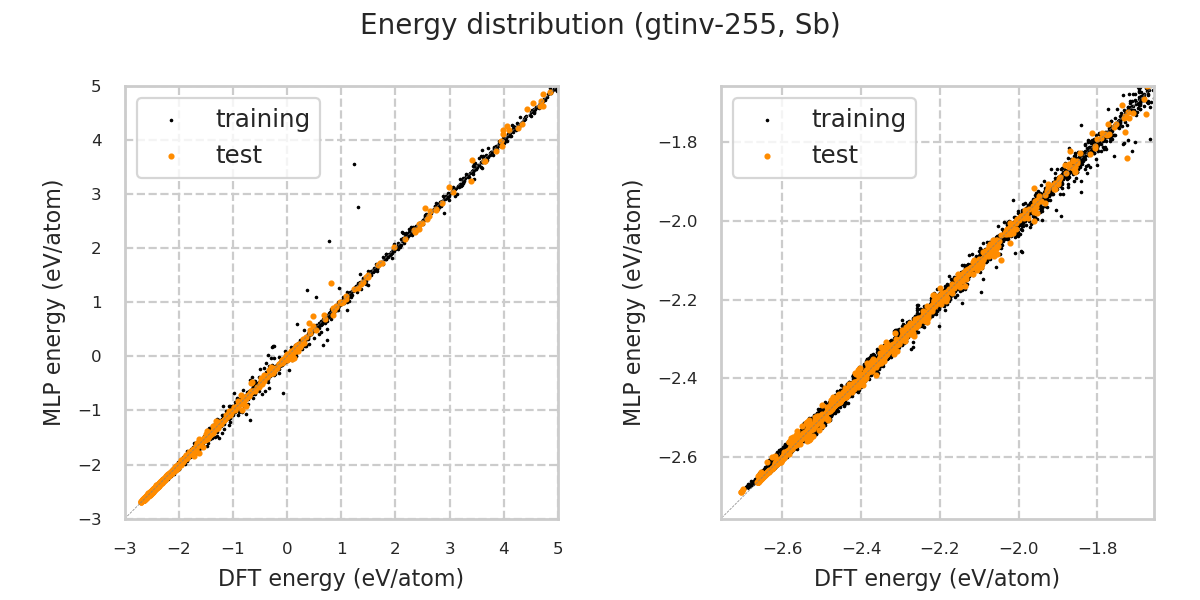 Energy distribution (gtinv-255, Sb)
training
test
MLP energy (eV/atom)
5
4
3
2
1
0
−1
−2
−3
−3 −2 −1 0 1 2 3 4 5
DFT energy (eV/atom)
training
test
MLP energy (eV/atom)
−1.8
−2.0
−2.2
−2.4
−2.6
−2.6 −2.4 −2.2 −2.0 −1.8
DFT energy (eV/atom)